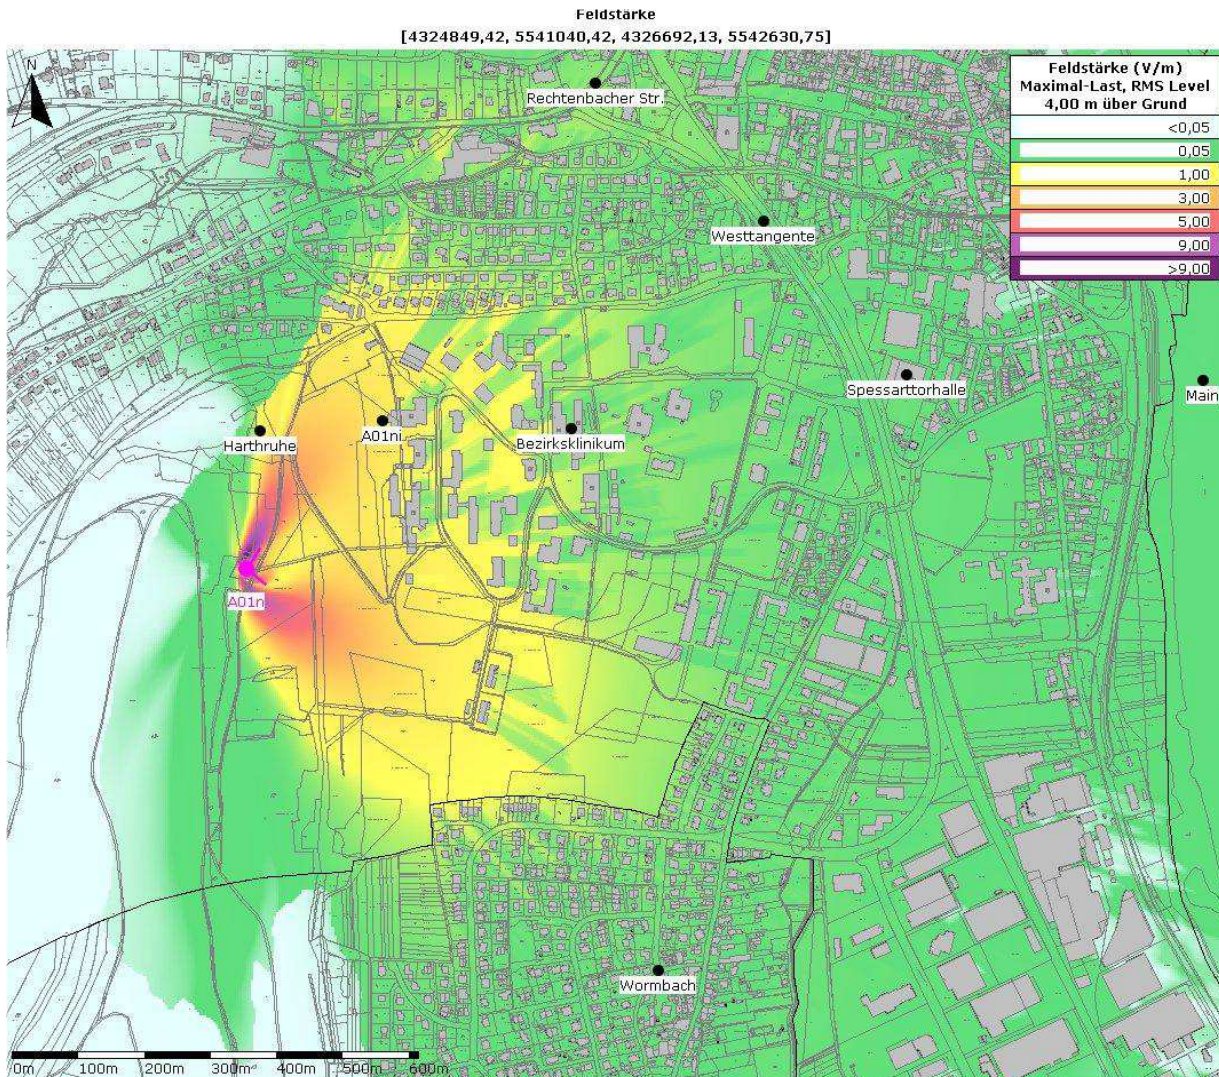 Feldstärke
[4324849,42, 5541040,42, 4326692,13, 5542630,75]
N
Feldstärke (V/m)
Maximal-Last, RMS Level
4,00 m über Grund
<0,05
0,05
1,00
3,00
5,00
9,00
>9,00
Rechtenbacher Str.
Westtangente
Spessarttorhalle
Main
Harthruhe
A01ni
Bezirksklinikum
A01n
Wormbach
0m 100m 200m 300m 400m 500m 600m